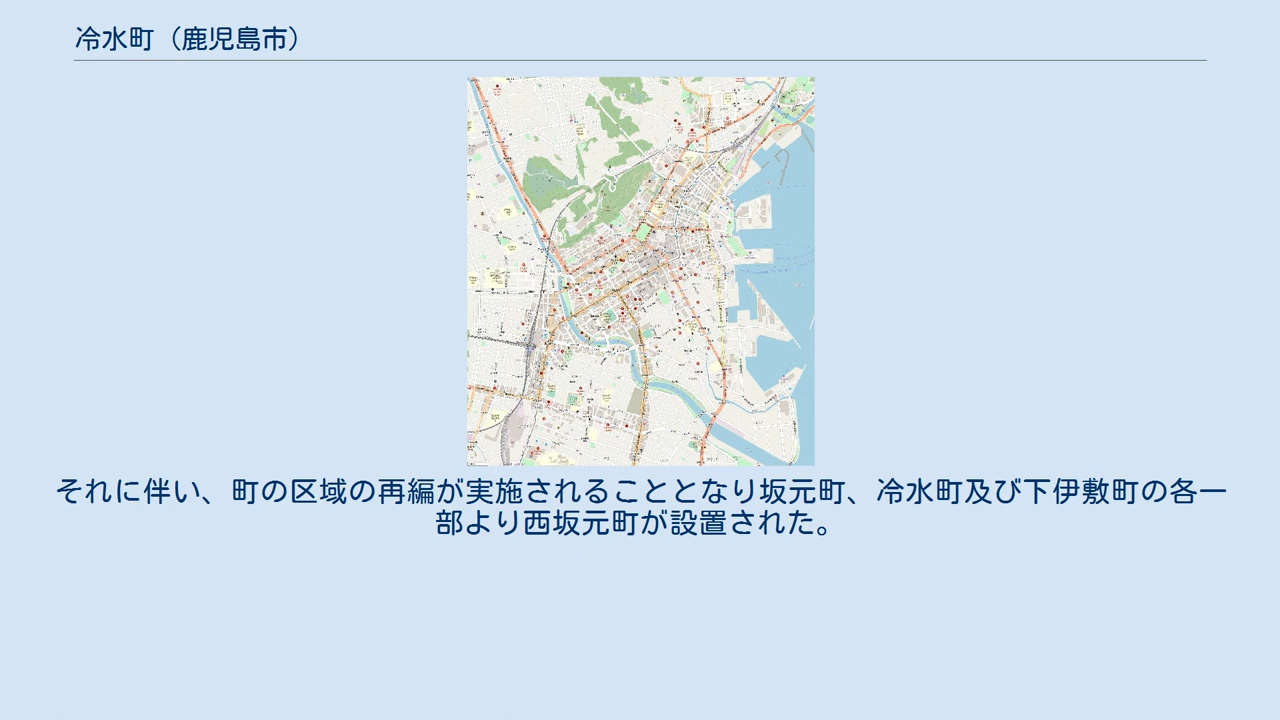 冷水町（鹿児島市）
それに伴い、町の区域の再編が実施されることとなり坂元町、冷水町及び下伊敷町の各一
部より西坂元町が設置された。